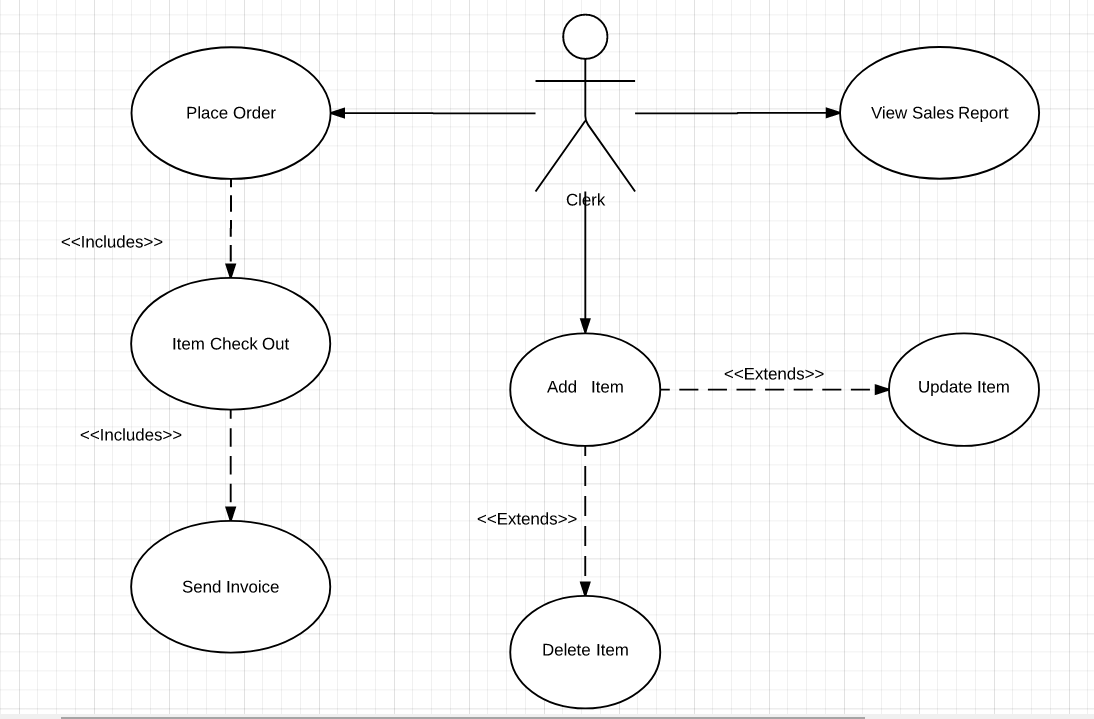 Place Order
View Sales Report
Clerk
<<Includes>>
Item Check Out
Add   Item
<<Extends>>
Update Item
<<Includes>>
<<Extends>>
Send Invoice
Delete Item